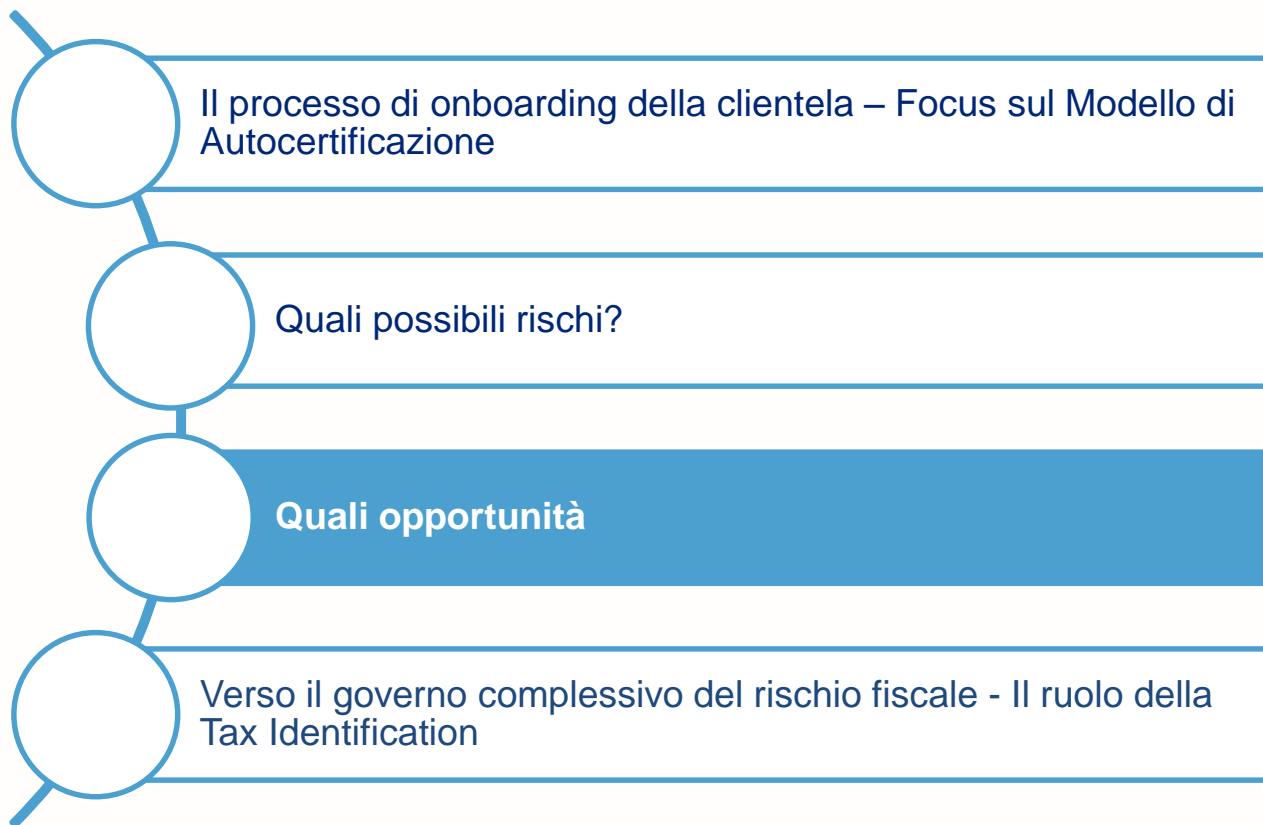 Il processo di onboarding della clientela – Focus sul Modello di
Autocertificazione
Quali possibili rischi?
Quali opportunità
Verso il governo complessivo del rischio fiscale - Il ruolo della
Tax Identification